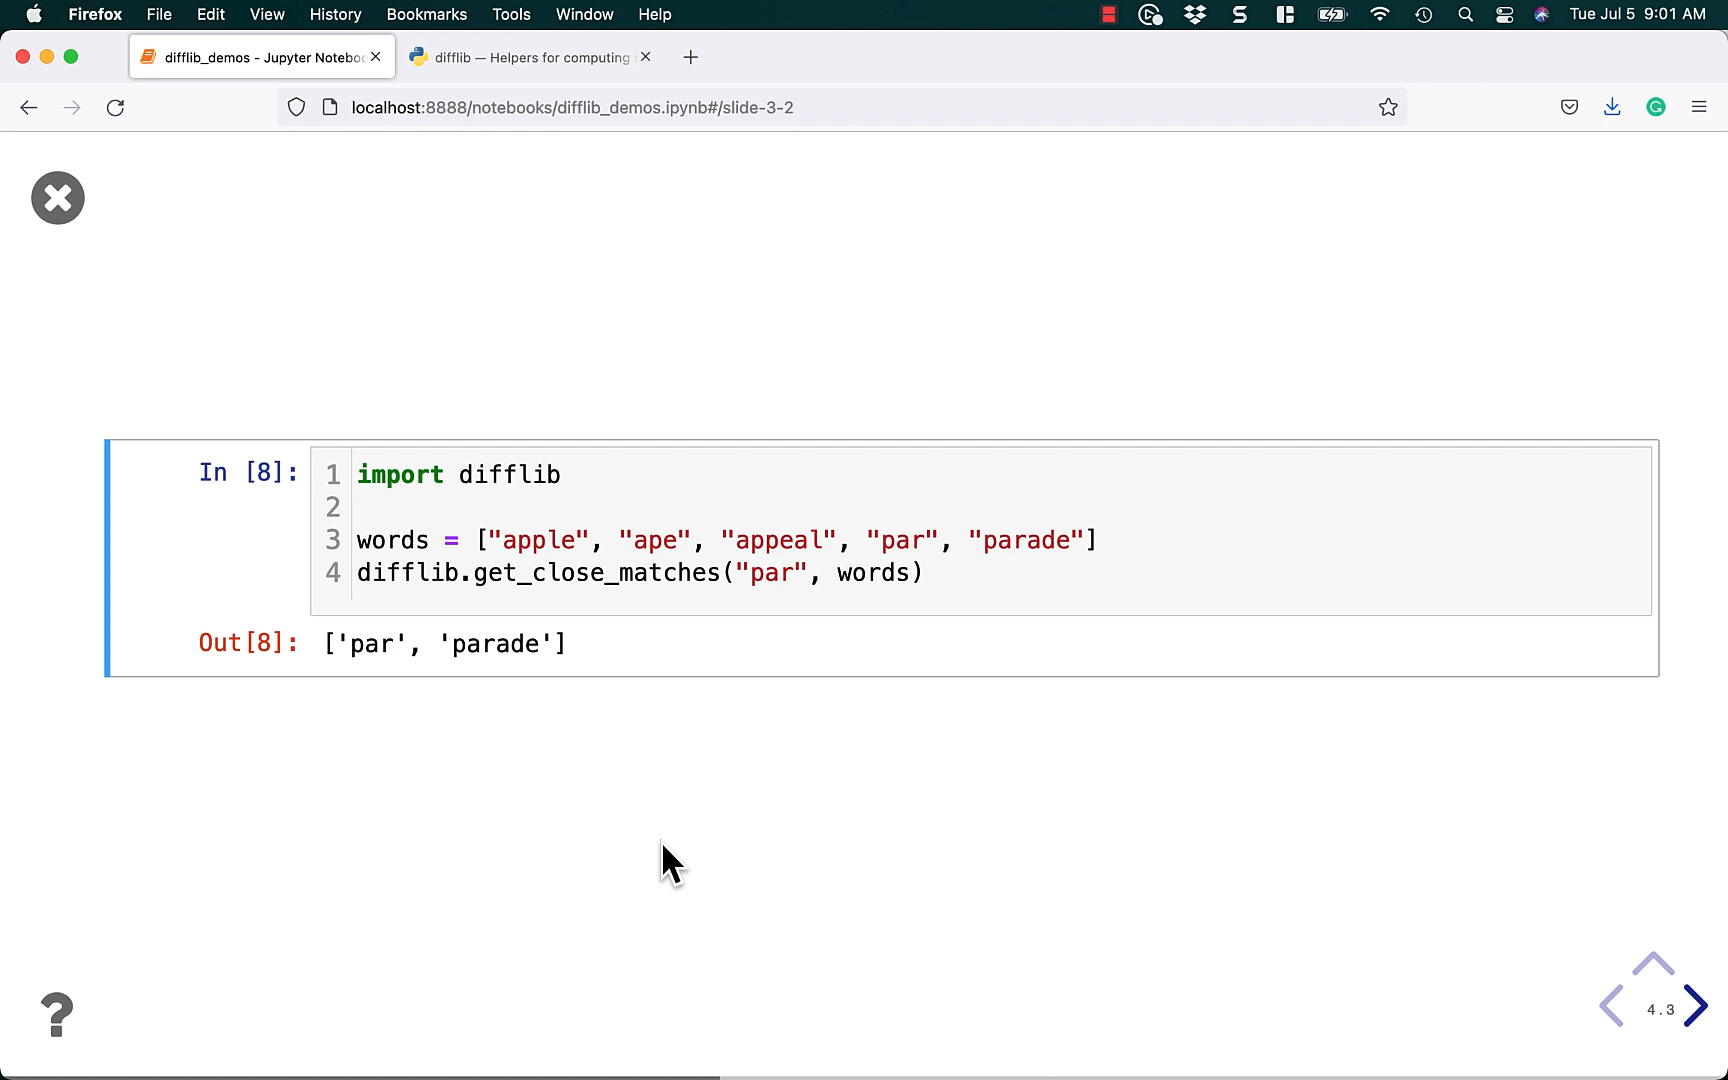 Firefox File Edit View History Bookmarks Tools Window Help Tue Jul 5 9:01 AM
difflib_demos - Jupyter Noteboo difflib — Helpers for computing
localhost:8888/notebooks/difflib_demos.ipynb#/slide-3-2
In [8]:
1 import difflib
2
3 words = ["apple", "ape", "appeal", "par", "parade"]
4 difflib.get_close_matches("par", words)
Out[8]: ['par', 'parade']
?
4.3